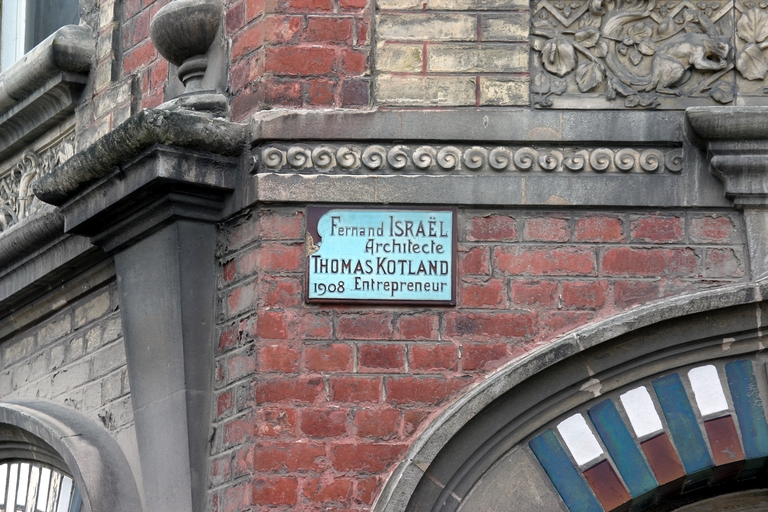 Fernand ISRAËL
Architecte
THOMAS KOTLAND
1908 Entrepreneur